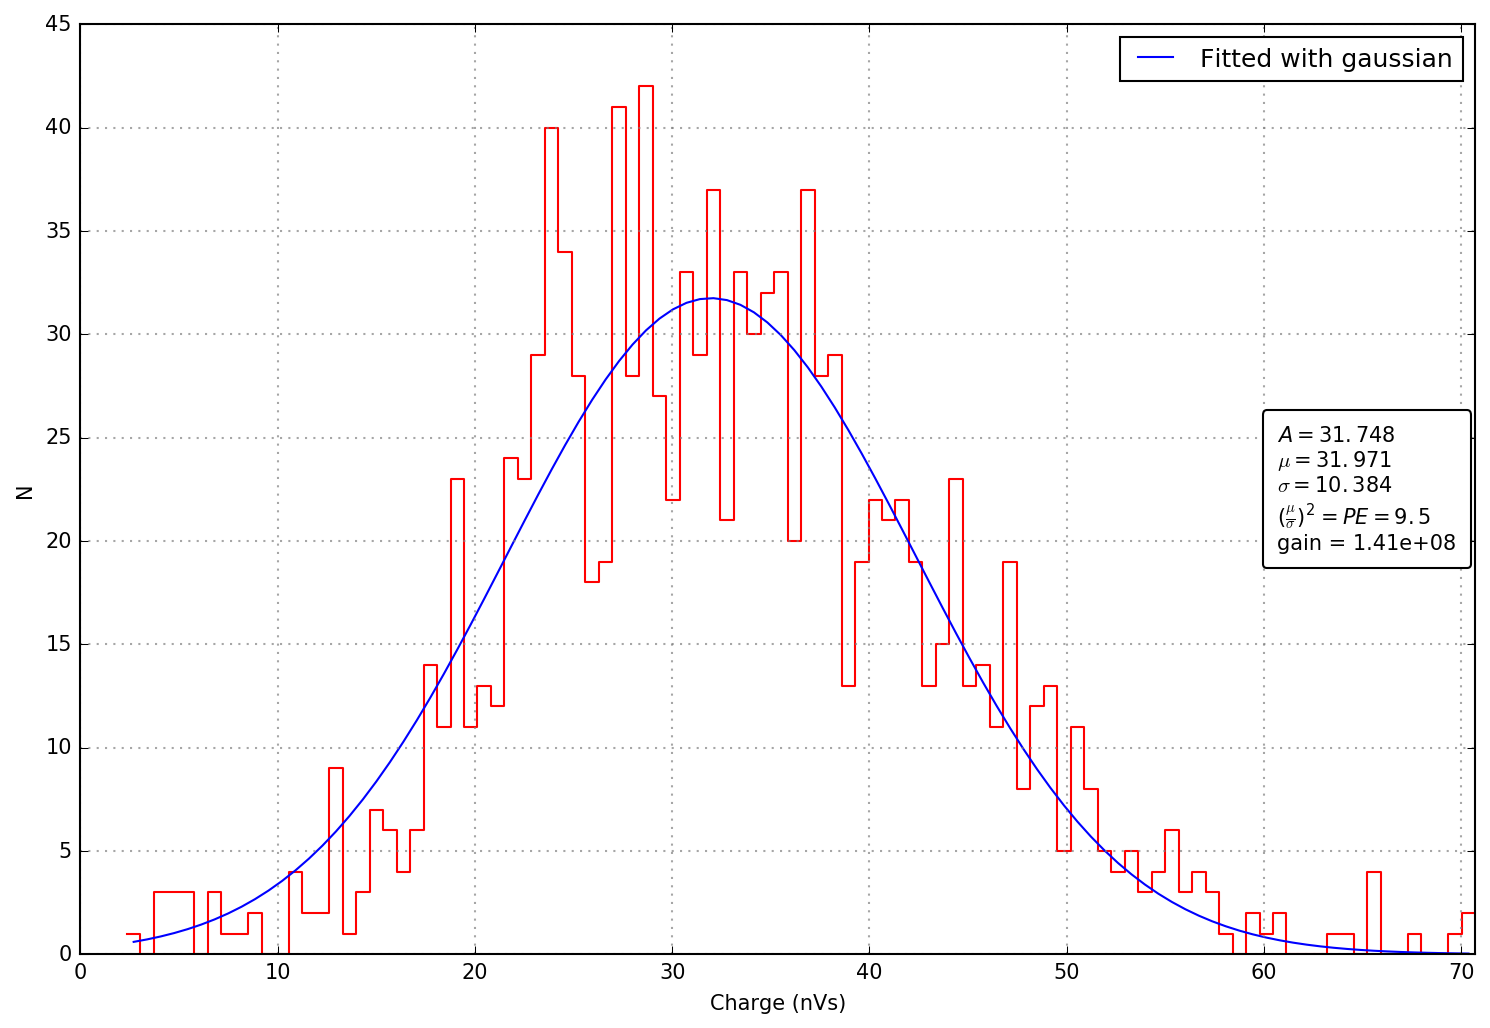 45
40
35
30
25
20
15
10
5
0
N
0 10 20 30 40 50 60 70
Charge (nVs)
Fitted with gaussian
A = 31.748
μ = 31.971
σ = 10.384
(μ/σ)² = PE = 9.5
gain = 1.41e+08